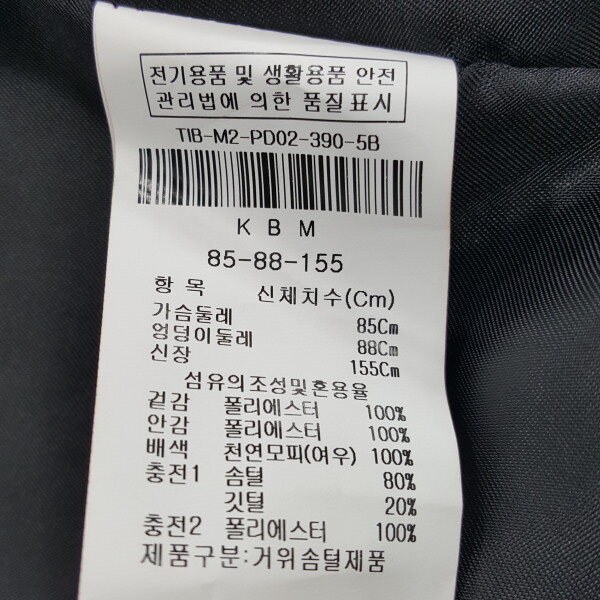 전기용품 및 생활용품 안전
관리법에 의한 품질표시
TIB-M2-PD02-390-5B
K B M
85-88-155
항 목 신체치수(Cm)
가슴둘레 85Cm
엉덩이둘레 88Cm
신장 155Cm
섬유의조성및혼용율
겉감 폴리에스터 100%
안감 폴리에스터 100%
배색 천연모피(여우) 100%
충전1 솜털 80%
깃털 20%
충전2 폴리에스터 100%
제품구분:거위솜털제품